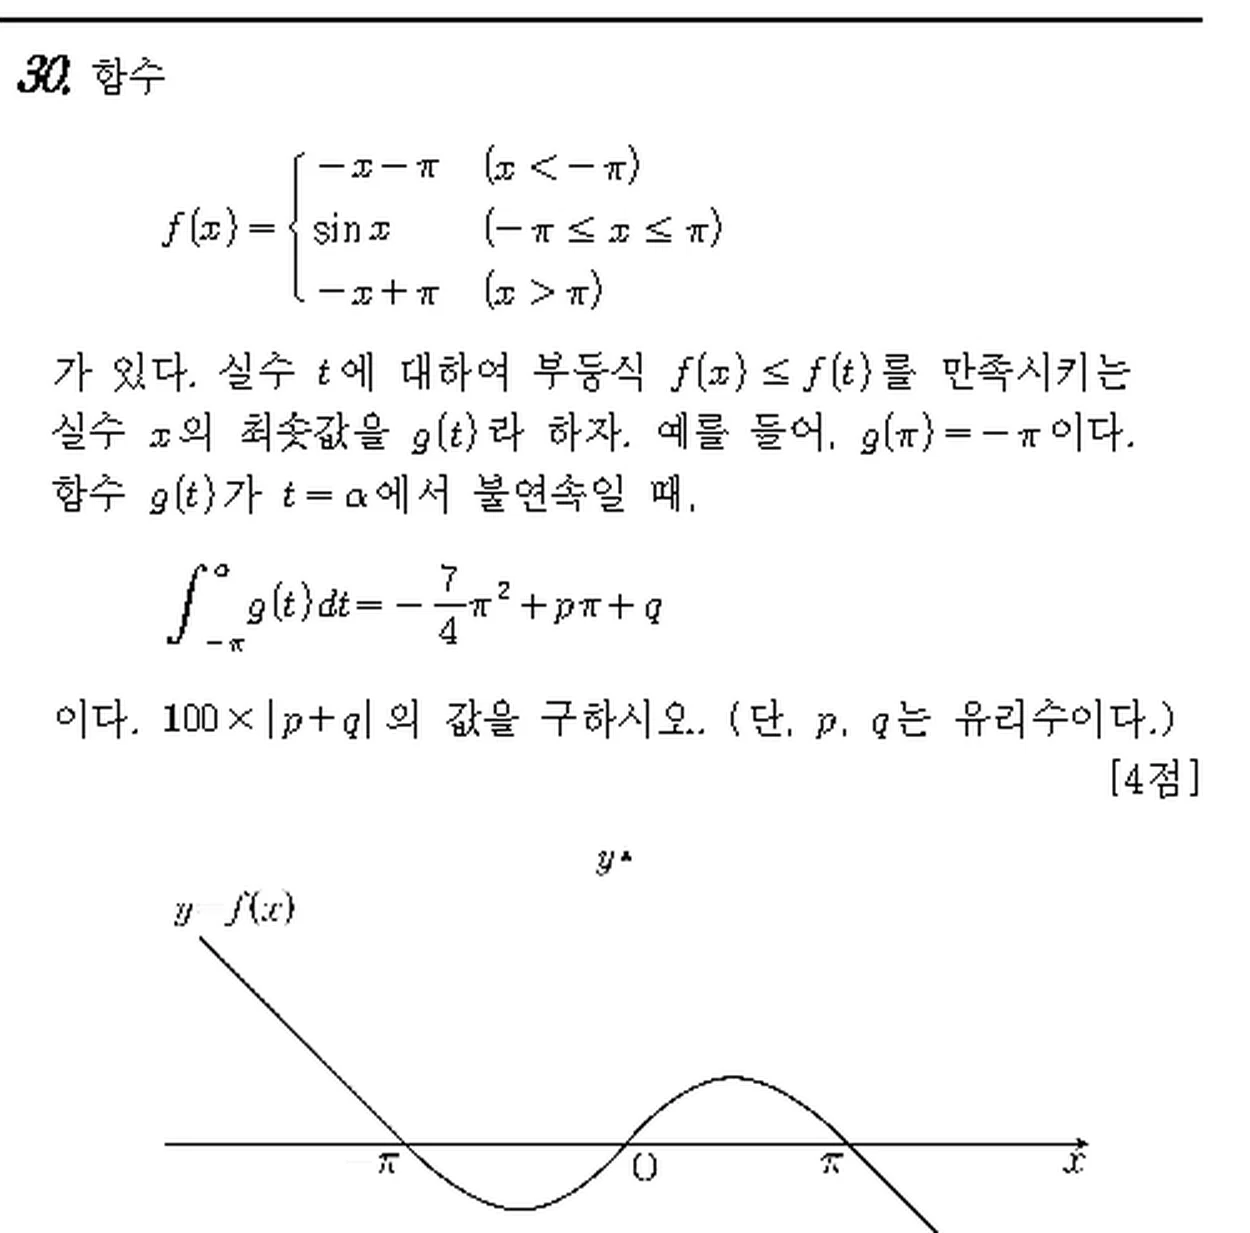 30. 함수
f(x) = { -x-π (x < -π)
sin x (-π ≤ x ≤ π)
-x+π (x > π)
가 있다. 실수 t에 대하여 부등식 f(x) ≤ f(t)를 만족시키는
실수 x의 최솟값을 g(t)라 하자. 예를 들어, g(π) = -π이다.
함수 g(t)가 t = α에서 불연속일 때,
∫_{-π}^{α} g(t)dt = -\frac{7}{4}π² + pπ + q
이다. 100×|p+q|의 값을 구하시오.. (단, p, q는 유리수이다.)
[4점]
y
y=f(x)
-π O π x